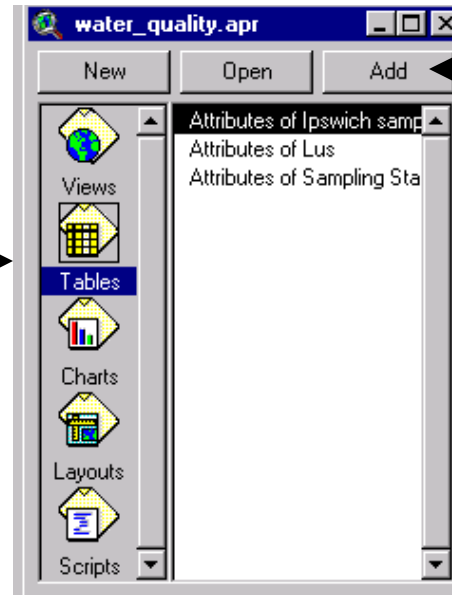 water_quality.apr
New Open Add
Views
Tables
Charts
Layouts
Scripts
Attributes of Ipswich samp
Attributes of Lus
Attributes of Sampling Sta